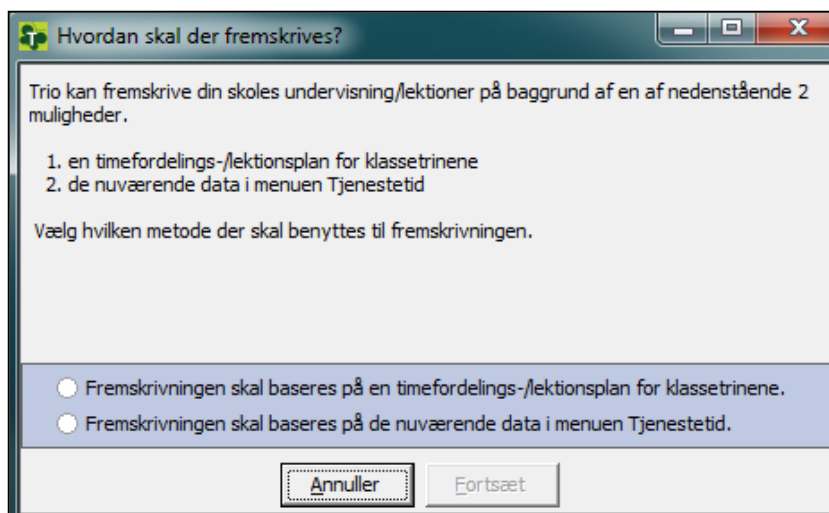 Hvordan skal der fremskrives?
Trio kan fremskrive din skoles undervisning/lektioner på baggrund af en af nedenstående 2
muligheder.
1. en timefordelings-/lektionsplan for klassetrinene
2. de nuværende data i menuen Tjenestetid
Vælg hvilken metode der skal benyttes til fremskrivningen.
Fremskrivningen skal baseres på en timefordelings-/lektionsplan for klassetrinene.
Fremskrivningen skal baseres på de nuværende data i menuen Tjenestetid.
Annuller
Fortsæt